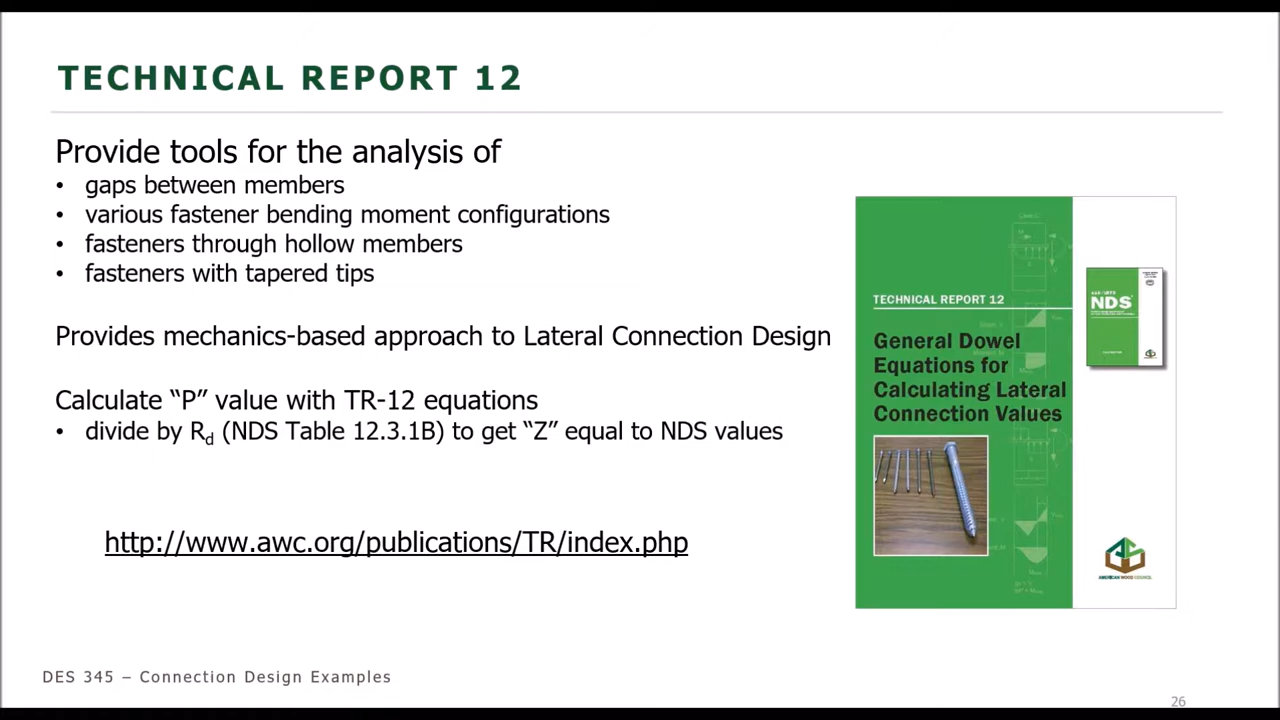 TECHNICAL REPORT 12
Provide tools for the analysis of
• gaps between members
• various fastener bending moment configurations
• fasteners through hollow members
• fasteners with tapered tips
Provides mechanics-based approach to Lateral Connection Design
Calculate “P” value with TR-12 equations
• divide by Rd (NDS Table 12.3.1B) to get “Z” equal to NDS values
http://www.awc.org/publications/TR/index.php
TECHNICAL REPORT 12
General Dowel
Equations for
Calculating Lateral
Connection Values
NDS
AMERICAN WOOD COUNCIL
DES 345 – Connection Design Examples
26